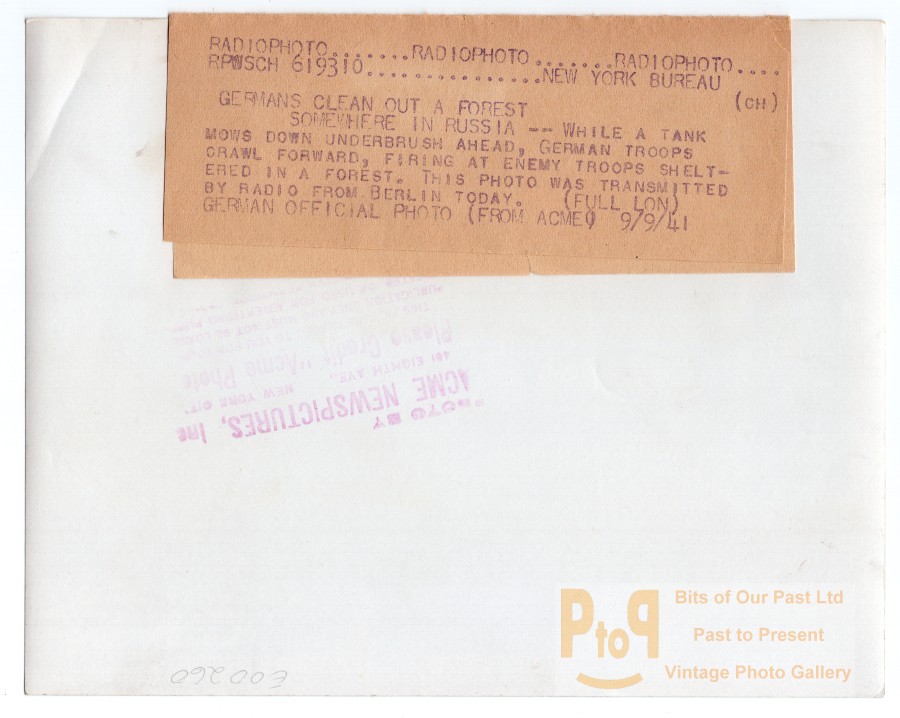 RADIOPHOTO.......RADIOPHOTO.......RADIOPHOTO....
RPWSCH 619310................NEW YORK BUREAU
(CH)
GERMANS CLEAN OUT A FOREST
SOMEWHERE IN RUSSIA -- WHILE A TANK
MOWS DOWN UNDERBRUSH AHEAD, GERMAN TROOPS
CRAWL FORWARD, FIRING AT ENEMY TROOPS SHELT-
ERED IN A FOREST. THIS PHOTO WAS TRANSMITTED
BY RADIO FROM BERLIN TODAY. (FULL LON)
GERMAN OFFICIAL PHOTO (FROM ACME) 9/9/41
PHOTO BY
ACME NEWSPICTURES, Inc
461 EIGHTH AVE., NEW YORK CITY
Please Credit "Acme Photo
E00260
PtoP
Bits of Our Past Ltd
Past to Present
Vintage Photo Gallery